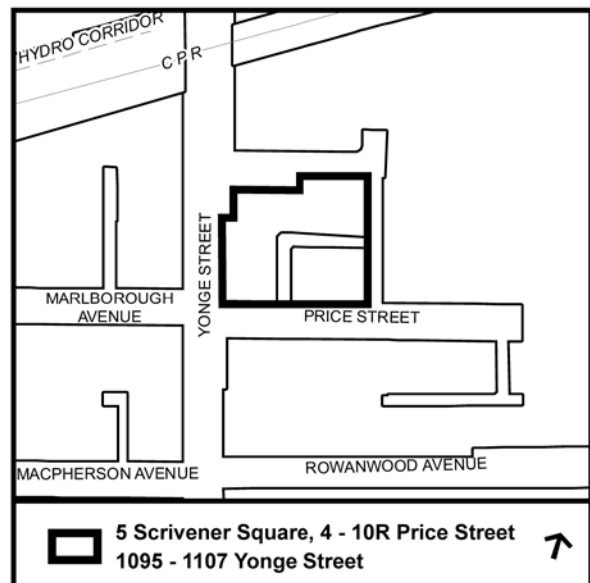 HYDRO CORRIDOR
C P R
YONGE STREET
MARLBOROUGH
AVENUE
PRICE STREET
MACPHERSON AVENUE
ROWANWOOD AVENUE
5 Scrivener Square, 4 - 10R Price Street
1095 - 1107 Yonge Street